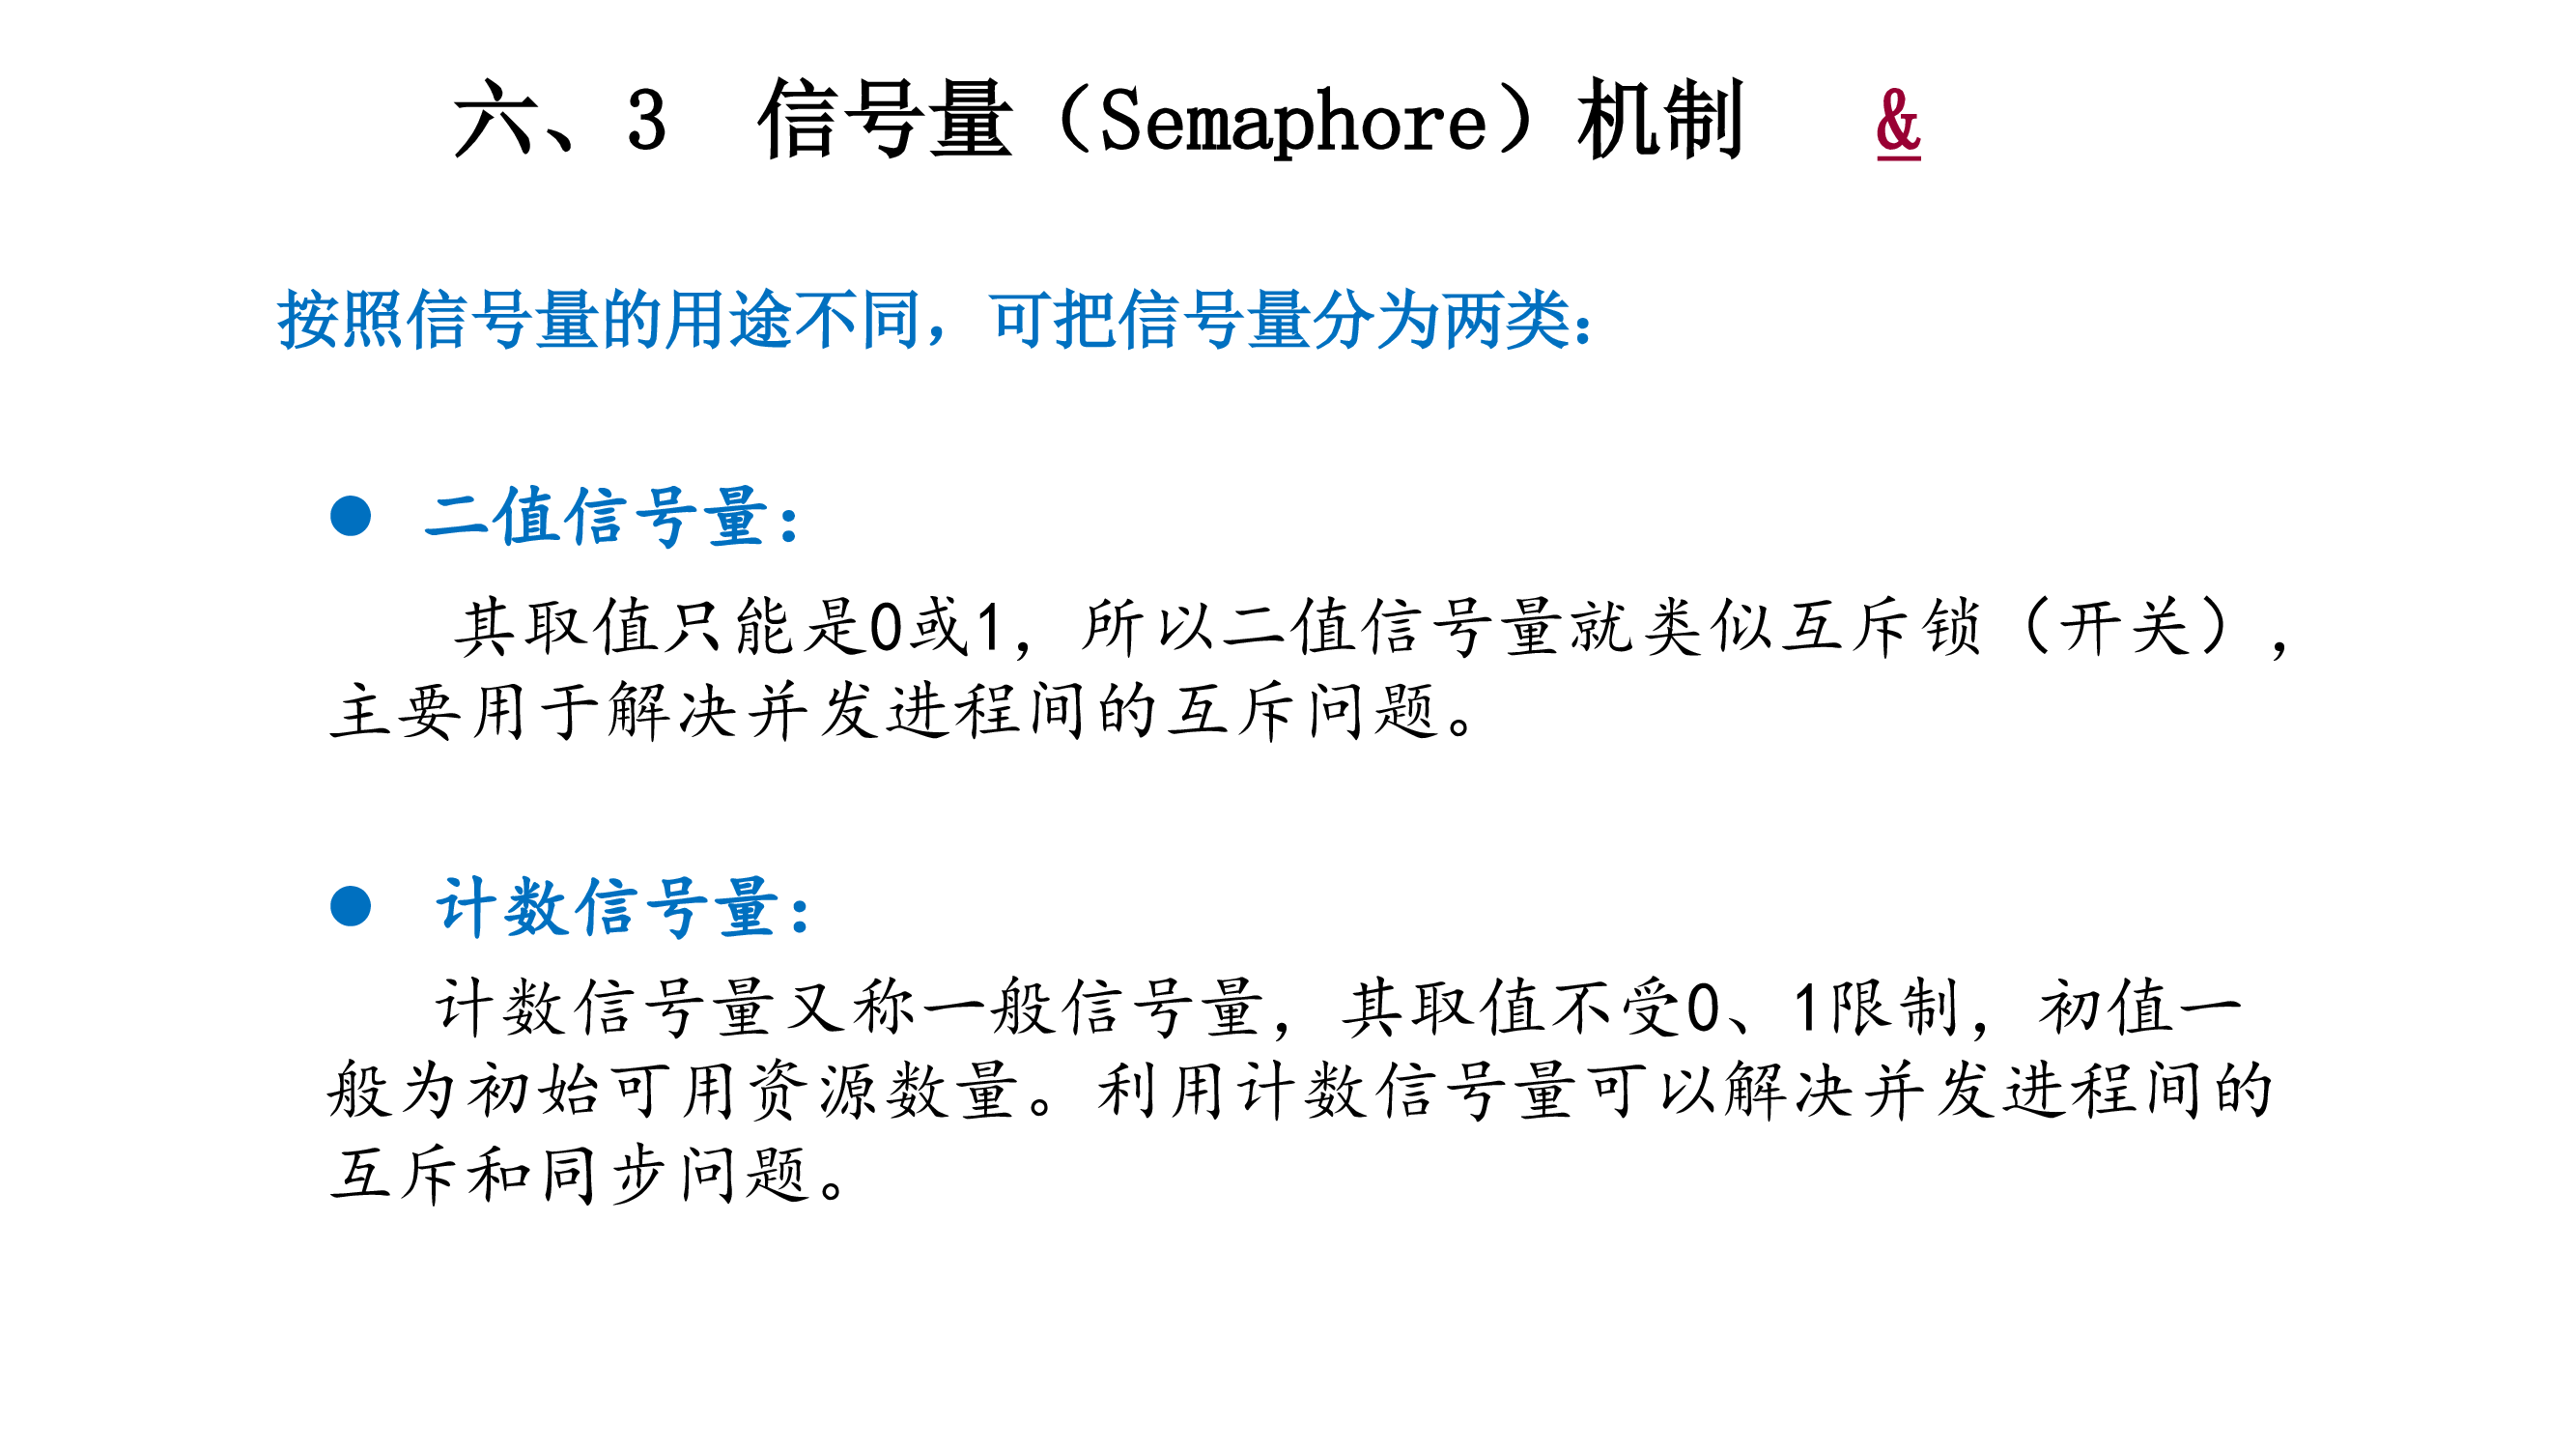 六、3 信号量（Semaphore）机制 &
按照信号量的用途不同，可把信号量分为两类：
● 二值信号量：
其取值只能是0或1，所以二值信号量就类似互斥锁（开关），
主要用于解决并发进程间的互斥问题。
● 计数信号量：
计数信号量又称一般信号量，其取值不受0、1限制，初值一
般为初始可用资源数量。利用计数信号量可以解决并发进程间的
互斥和同步问题。